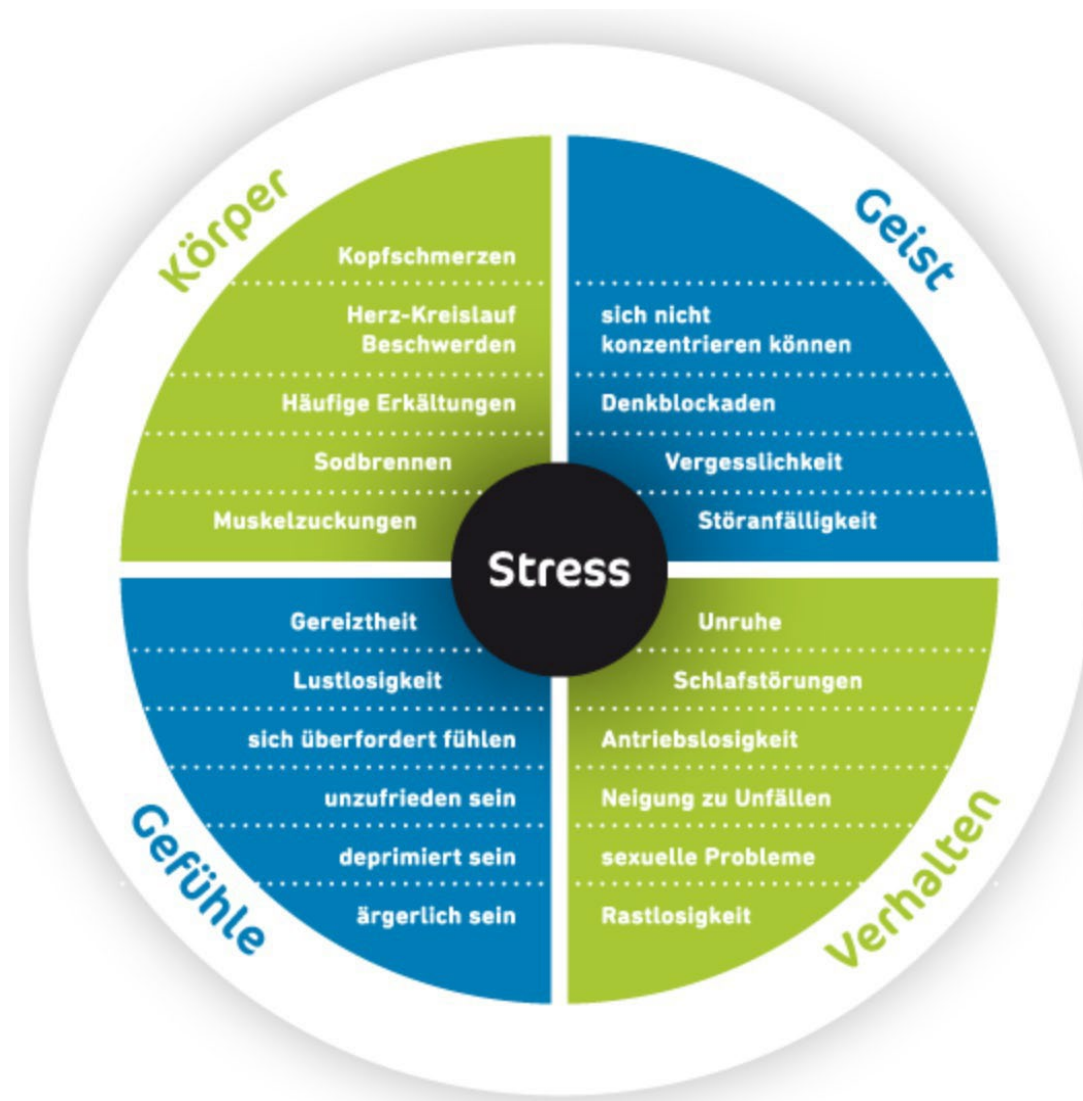 Körper
Kopfschmerzen
Herz-Kreislauf
Beschwerden
Häufige Erkältungen
Sodbrennen
Muskelzuckungen
Geist
sich nicht
konzentrieren können
Denkblockaden
Vergesslichkeit
Störanfälligkeit
Stress
Gefühle
Gereiztheit
Lustlosigkeit
sich überfordert fühlen
unzufrieden sein
deprimiert sein
ärgerlich sein
Verhalten
Unruhe
Schlafstörungen
Antriebslosigkeit
Neigung zu Unfällen
sexuelle Probleme
Rastlosigkeit